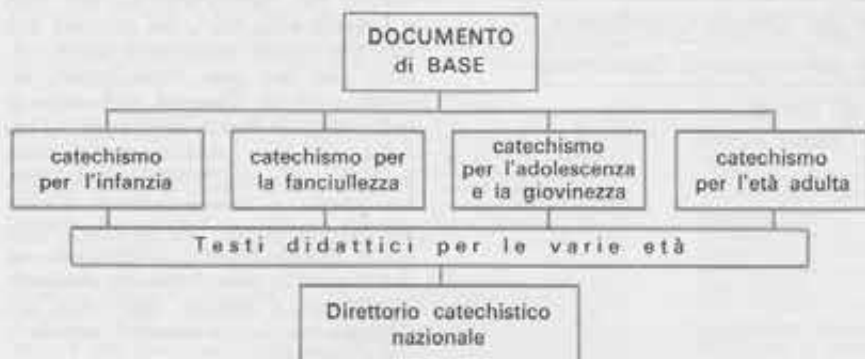 DOCUMENTO
di BASE
catechismo
per l'infanzia
catechismo per
la fanciullezza
catechismo
per l'adolescenza
e la giovinezza
catechismo
per l'età adulta
Testi didattici per le varie età
Direttorio catechistico
nazionale